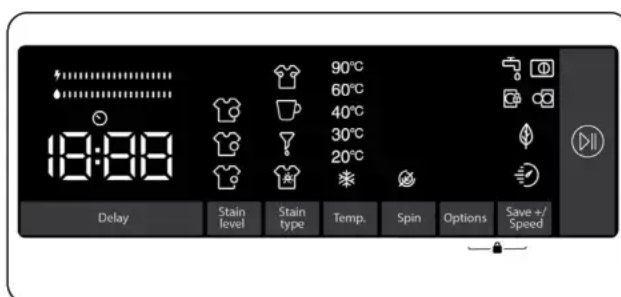 18:88
90°C
60°C
40°C
30°C
20°C
Delay
Stain level
Stain type
Temp.
Spin
Options
Save +/
Speed